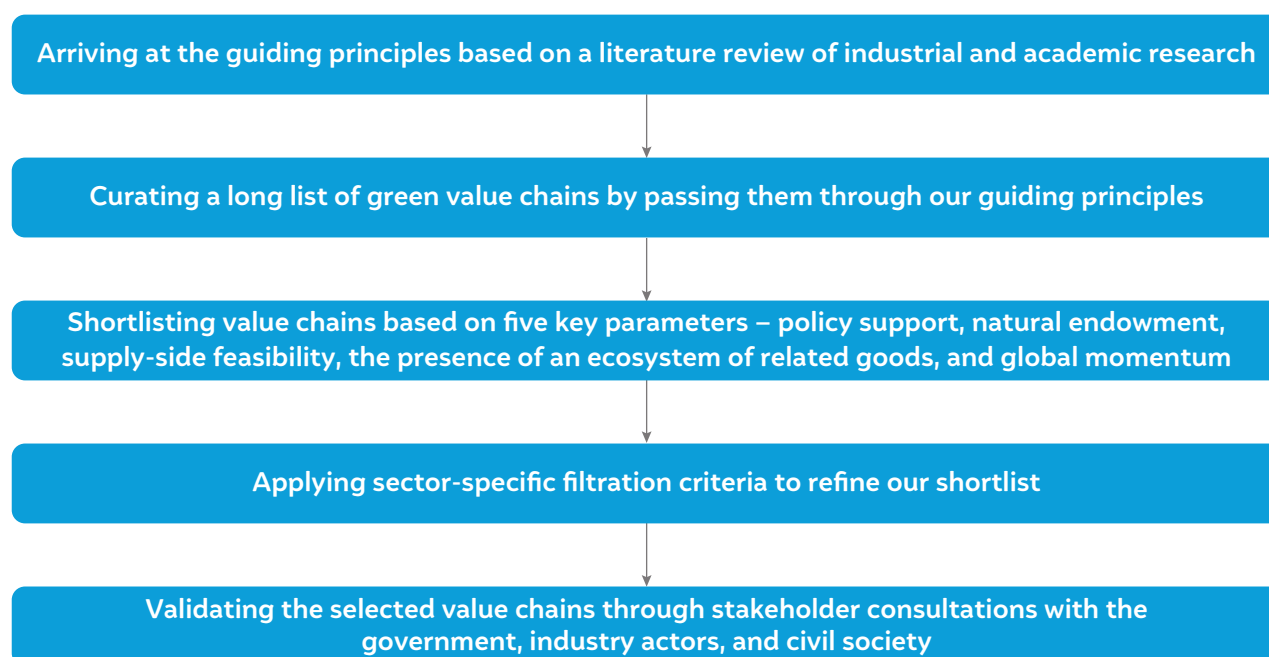 Arriving at the guiding principles based on a literature review of industrial and academic research
Curating a long list of green value chains by passing them through our guiding principles
Shortlisting value chains based on five key parameters – policy support, natural endowment,
supply-side feasibility, the presence of an ecosystem of related goods, and global momentum
Applying sector-specific filtration criteria to refine our shortlist
Validating the selected value chains through stakeholder consultations with the
government, industry actors, and civil society